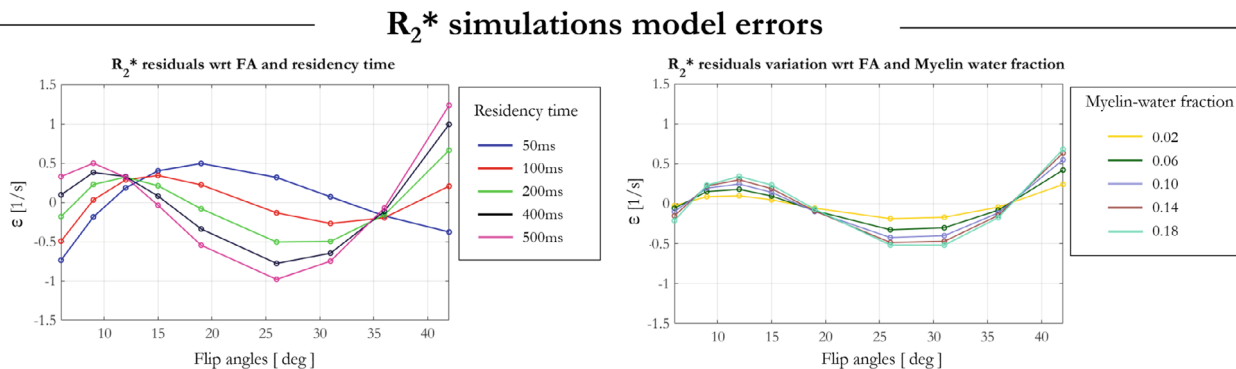 R2* simulations model errors
R2* residuals wrt FA and residency time
1.5
1
0.5
0
-0.5
-1
-1.5
ε [1/s]
10
15
20
25
30
35
40
Flip angles [ deg ]
Residency time
50ms
100ms
200ms
400ms
500ms
R2* residuals variation wrt FA and Myelin water fraction
1.5
1
0.5
0
-0.5
-1
-1.5
ε [1/s]
10
15
20
25
30
35
40
Flip angles [ deg ]
Myelin-water fraction
0.02
0.06
0.10
0.14
0.18